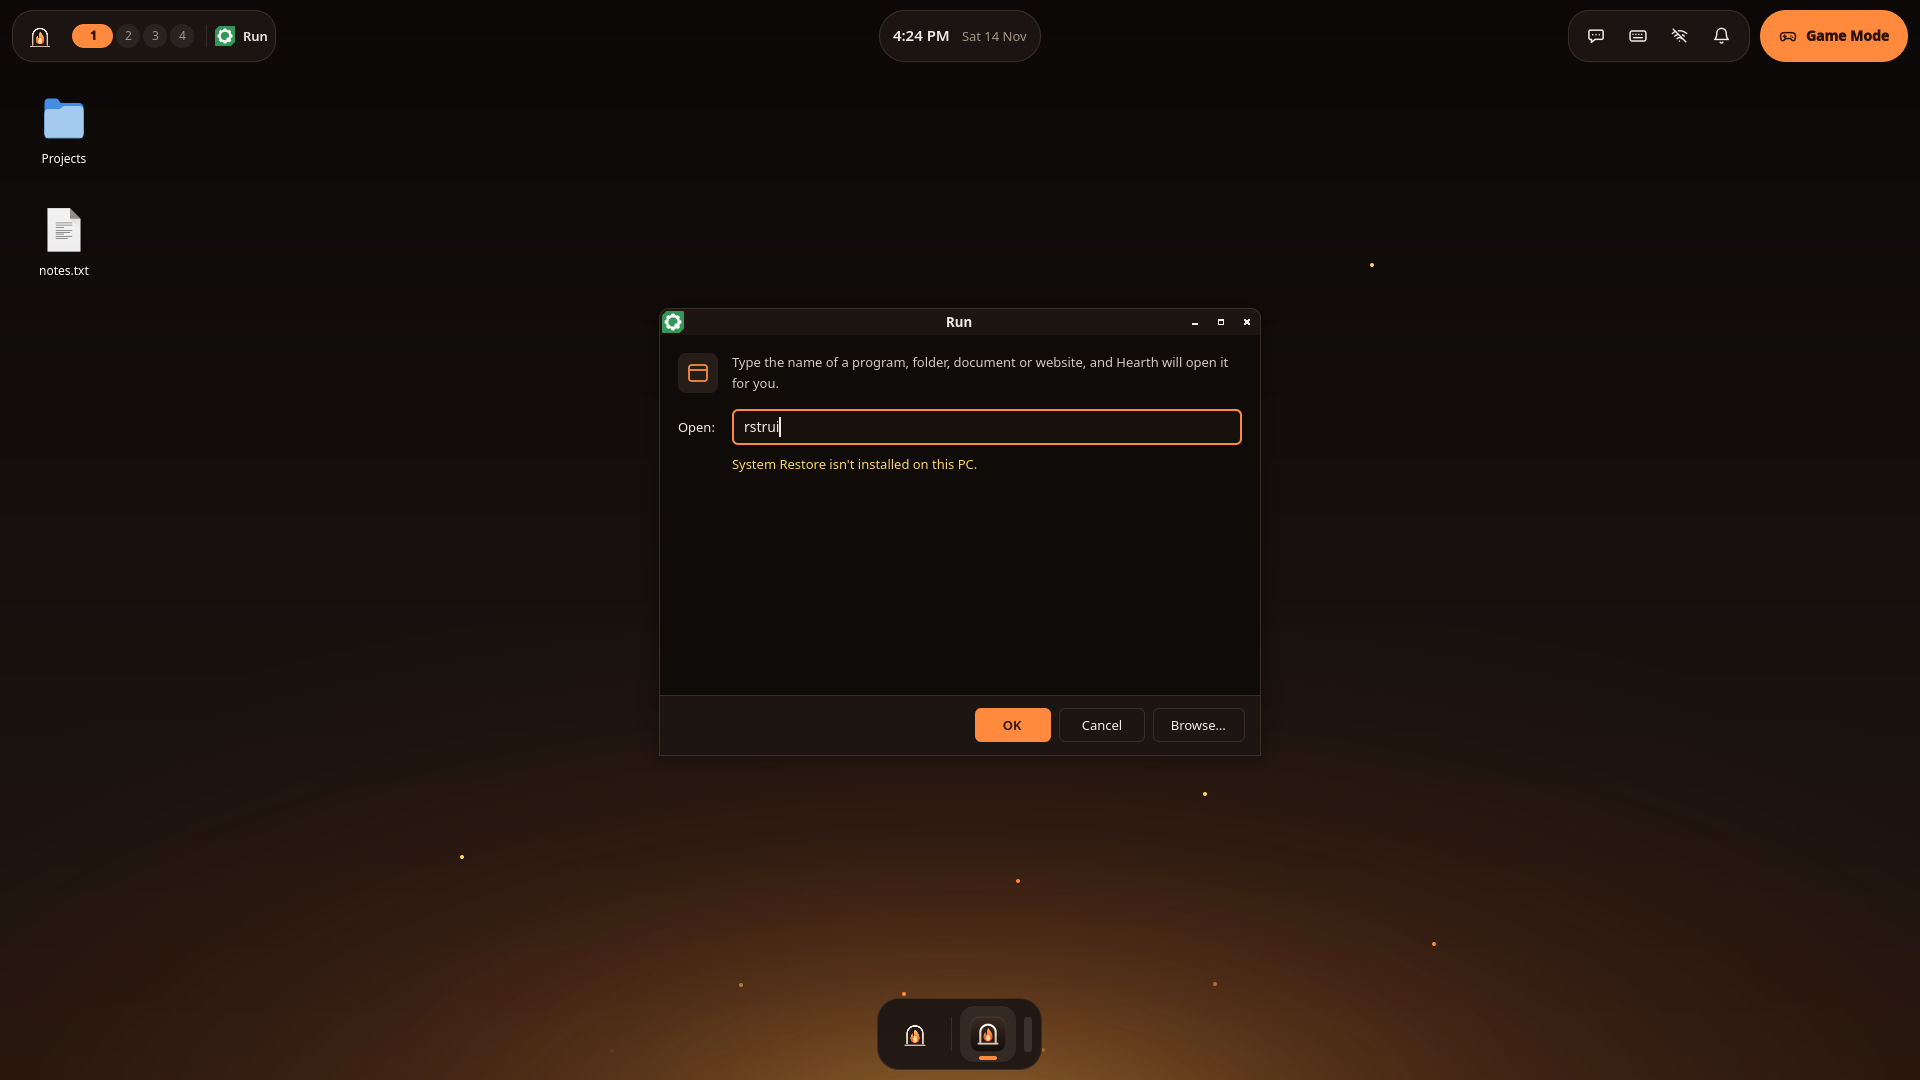 1 2 3 4 Run
4:24 PM Sat 14 Nov
Game Mode
Projects
notes.txt
Run
Type the name of a program, folder, document or website, and Hearth will open it
for you.
Open: rstrui
System Restore isn't installed on this PC.
OK Cancel Browse...